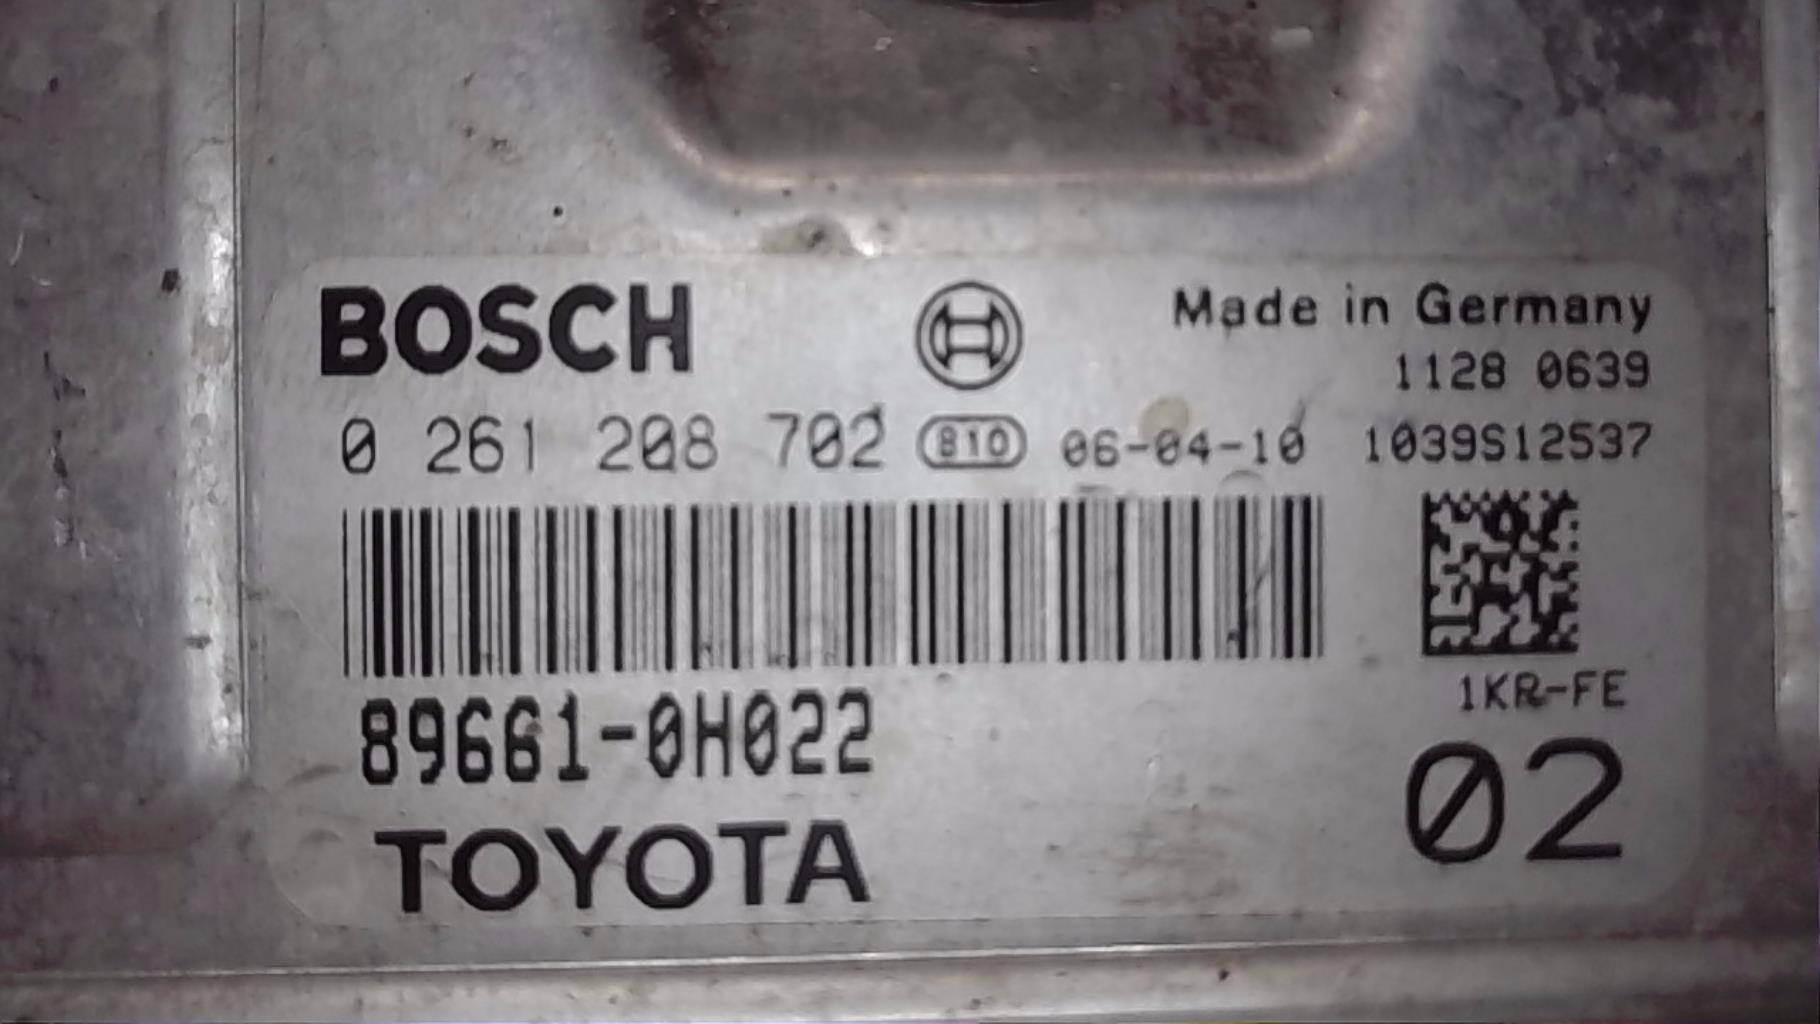 BOSCH
Made in Germany
1128 0639
0 261 208 702 810 06-04-10 1039S12537
89661-0H022
1KR-FE
TOYOTA
02